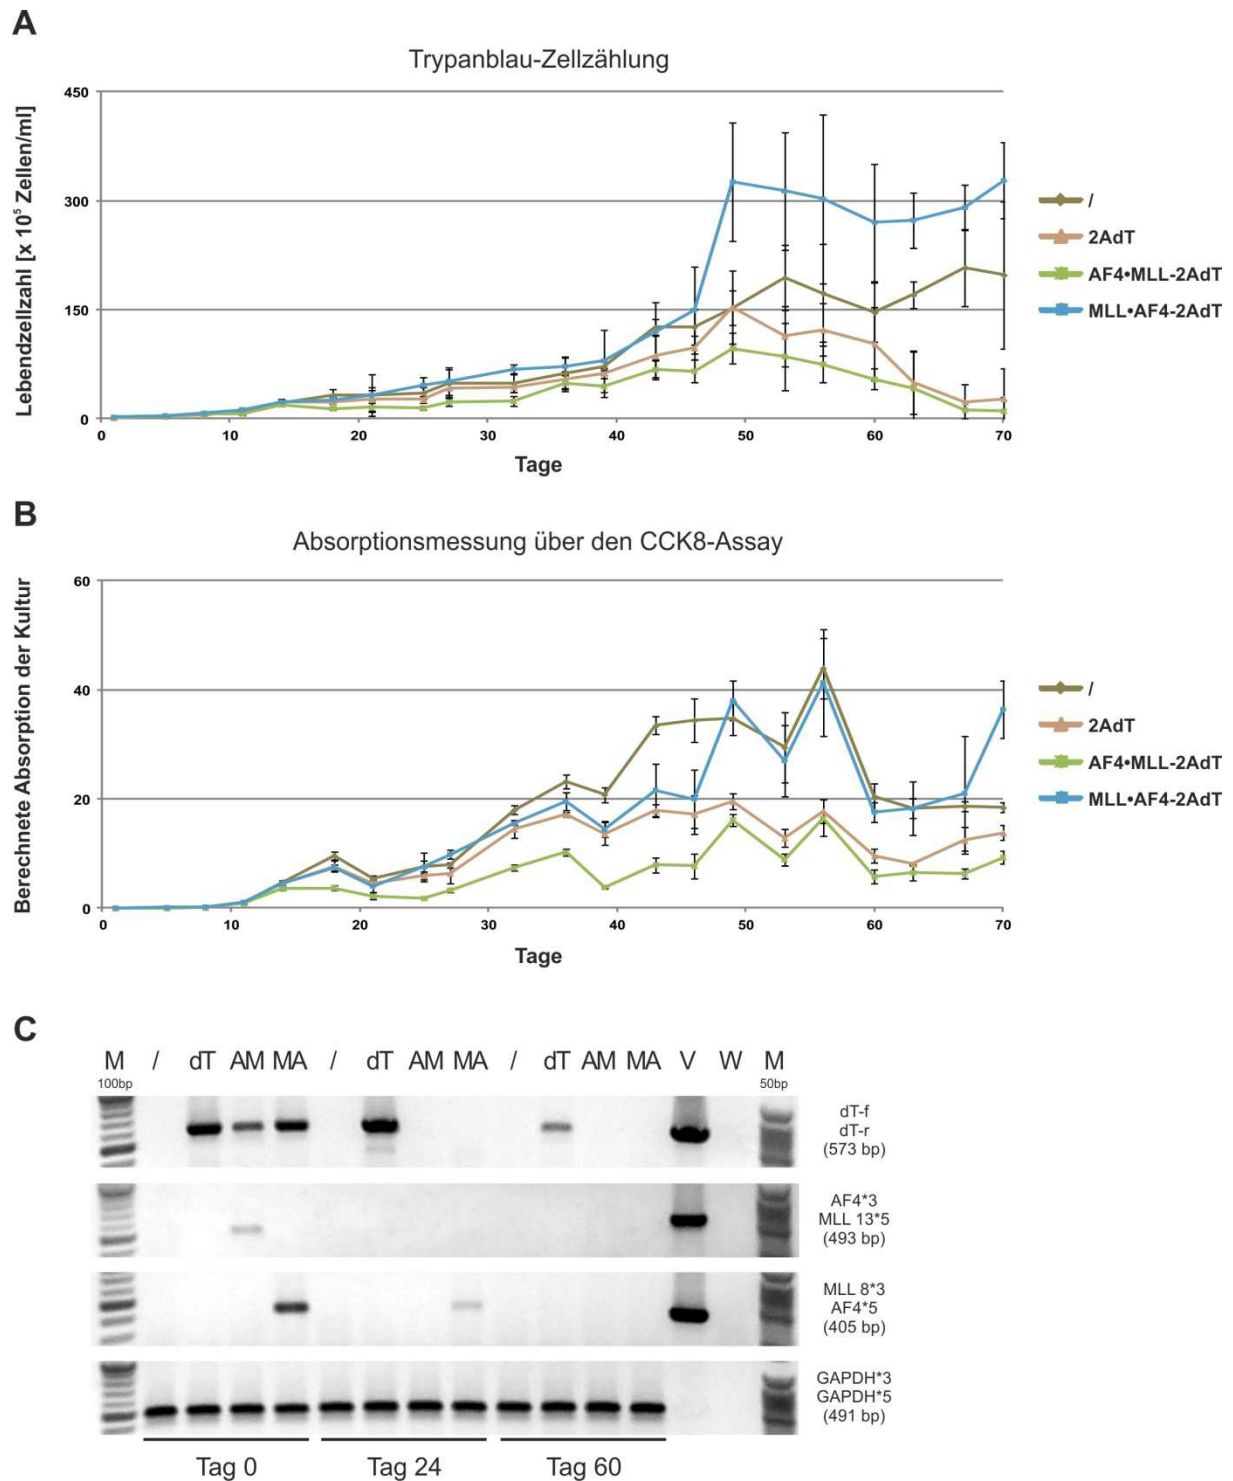 A
Trypanblau-Zellzählung
Lebendzellzahl [x 10⁵ Zellen/ml]
450
300
150
0
0 10 20 30 40 50 60 70
Tage
/
2AdT
AF4•MLL-2AdT
MLL•AF4-2AdT
B
Absorptionsmessung über den CCK8-Assay
Berechnete Absorption der Kultur
60
40
20
0
0 10 20 30 40 50 60 70
Tage
/
2AdT
AF4•MLL-2AdT
MLL•AF4-2AdT
C
M / dT AM MA / dT AM MA / dT AM MA V W M
100bp 50bp
dT-f
dT-r
(573 bp)
AF4*3
MLL 13*5
(493 bp)
MLL 8*3
AF4*5
(405 bp)
GAPDH*3
GAPDH*5
(491 bp)
Tag 0 Tag 24 Tag 60